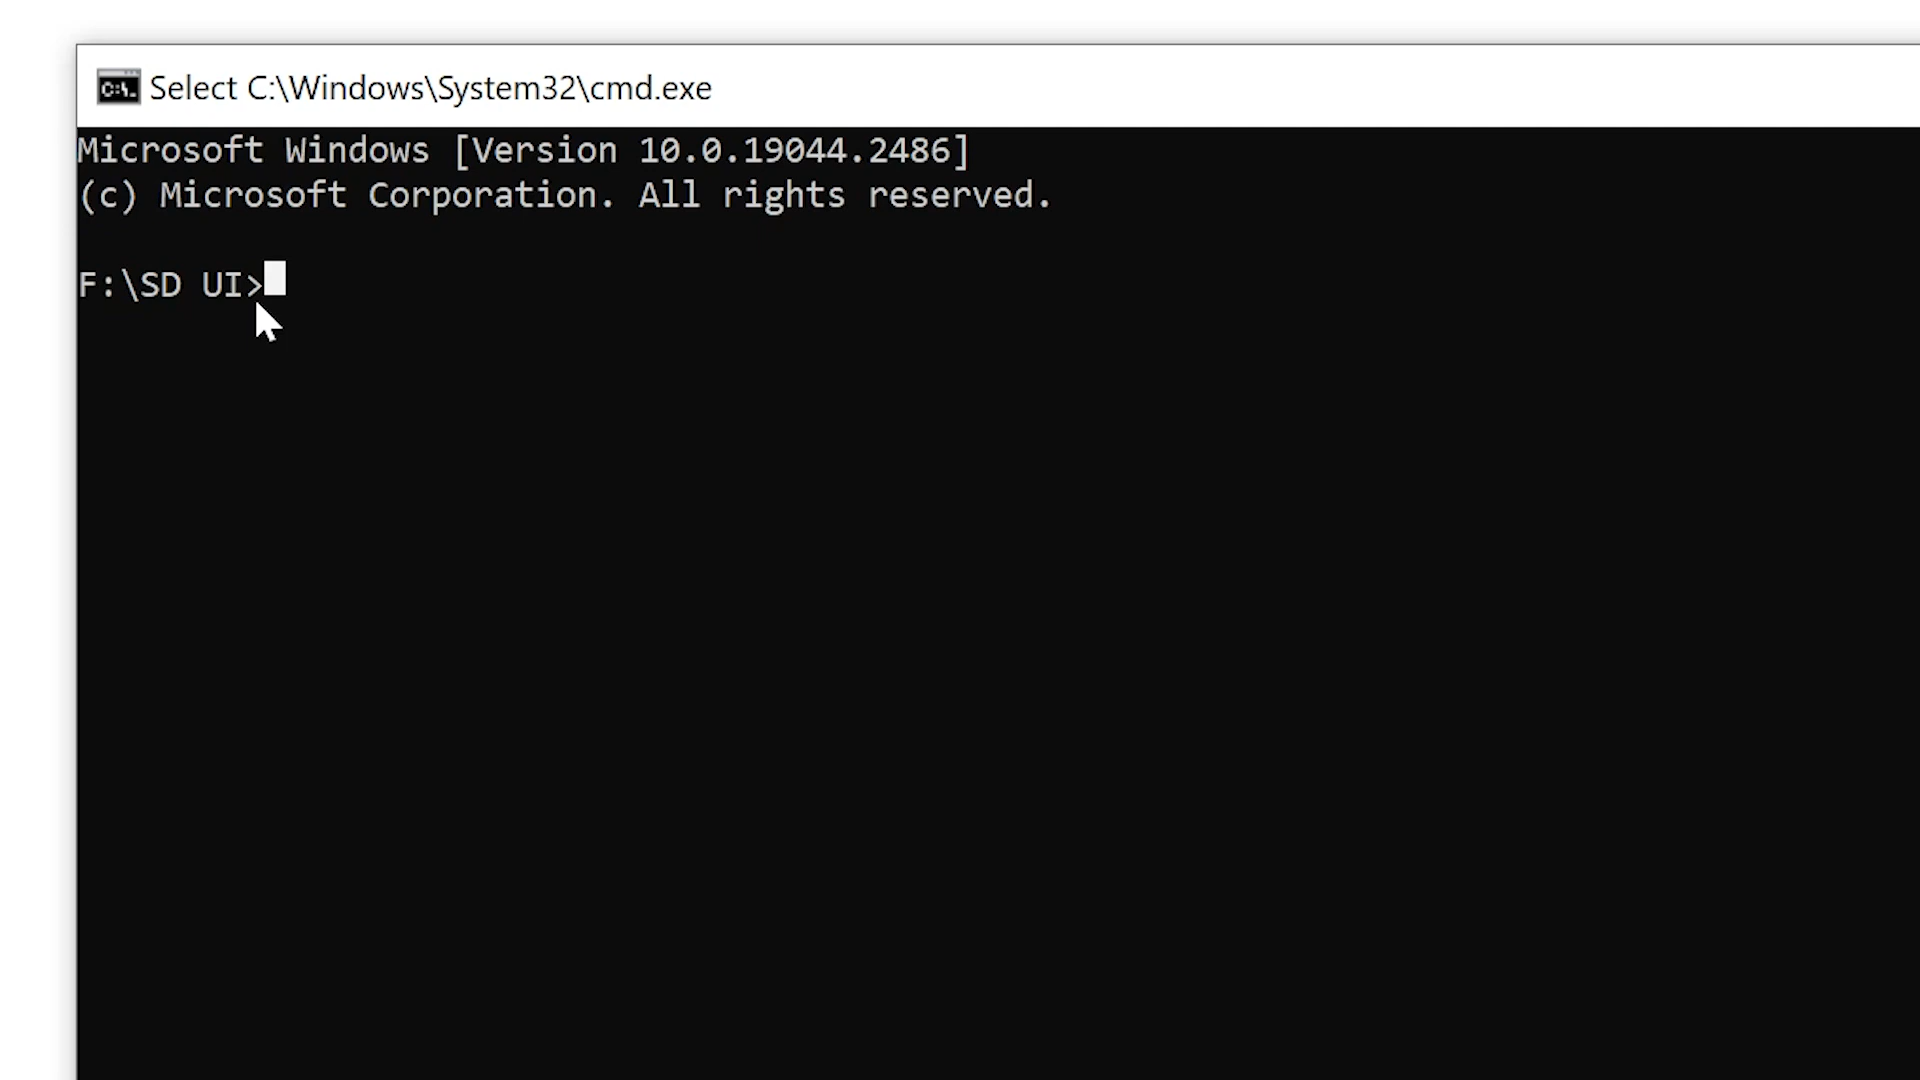 Select C:\Windows\System32\cmd.exe
Microsoft Windows [Version 10.0.19044.2486]
(c) Microsoft Corporation. All rights reserved.
F:\SD UI>